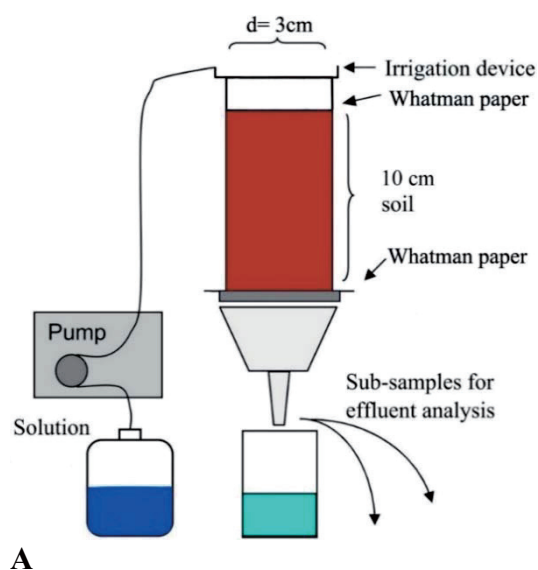 d= 3cm
Irrigation device
Whatman paper
10 cm
soil
Whatman paper
Pump
Sub-samples for
effluent analysis
Solution
A